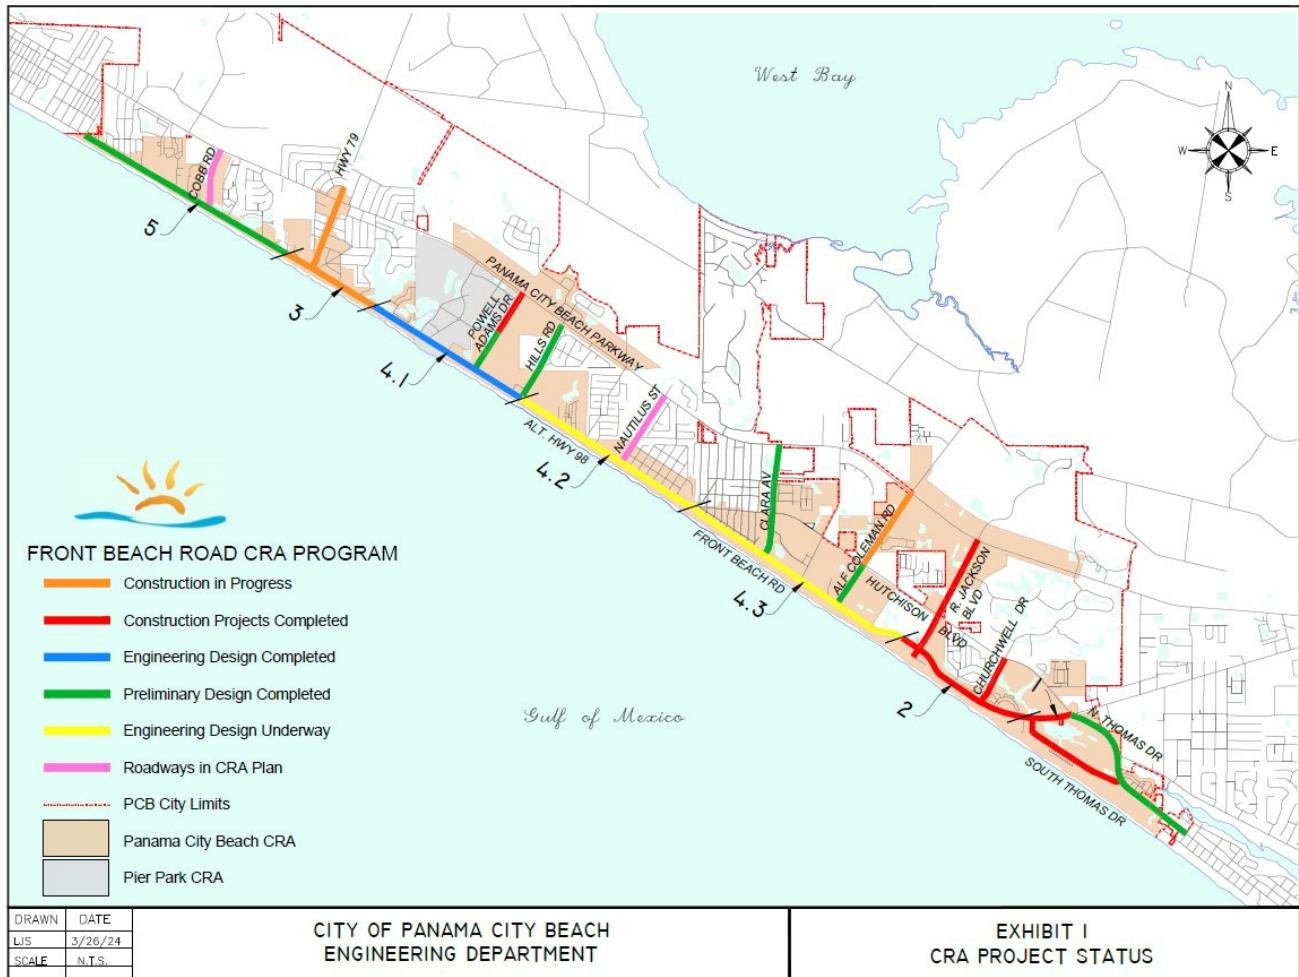 West Bay
N
W
E
S
COBB RD
HWY 79
5
3
PANAMA CITY BEACH PARKWAY
POWELL
ADAMS DR
HILLS RD
4.1
NAUTILUS ST
ALT. HWY 98
4.2
CLARA AV
ALF COLEMAN RD
FRONT BEACH RD
HUTCHISON BLVD
4.3
R. JACKSON
BLVD
CHURCHWELL DR
1
2
N. THOMAS DR
SOUTH THOMAS DR
Gulf of Mexico
FRONT BEACH ROAD CRA PROGRAM
Construction in Progress
Construction Projects Completed
Engineering Design Completed
Preliminary Design Completed
Engineering Design Underway
Roadways in CRA Plan
PCB City Limits
Panama City Beach CRA
Pier Park CRA
DRAWN DATE
LJS 3/26/24
SCALE N.T.S.
CITY OF PANAMA CITY BEACH
ENGINEERING DEPARTMENT
EXHIBIT 1
CRA PROJECT STATUS